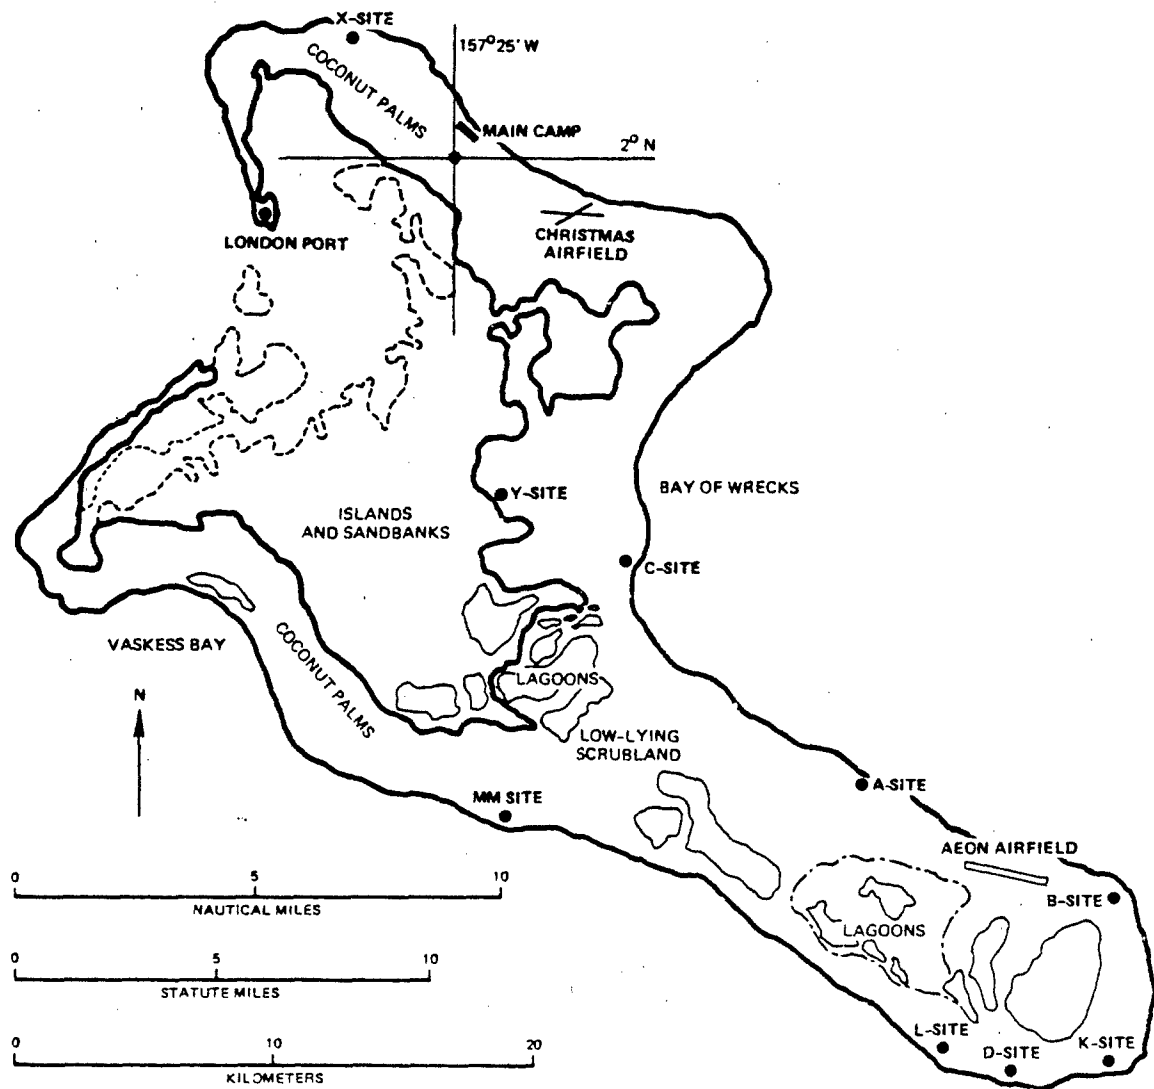 X-SITE
157° 25' W
COCONUT PALMS
MAIN CAMP
2° N
LONDON PORT
CHRISTMAS
AIRFIELD
BAY OF WRECKS
Y-SITE
ISLANDS
AND SANDBANKS
C-SITE
VASKESS BAY
COCONUT PALMS
LAGOONS
N
LOW-LYING
SCRUBLAND
A-SITE
MM SITE
AEON AIRFIELD
0 5 10
NAUTICAL MILES
B-SITE
LAGOONS
0 5 10
STATUTE MILES
L-SITE
D-SITE
K-SITE
0 10 20
KILOMETERS